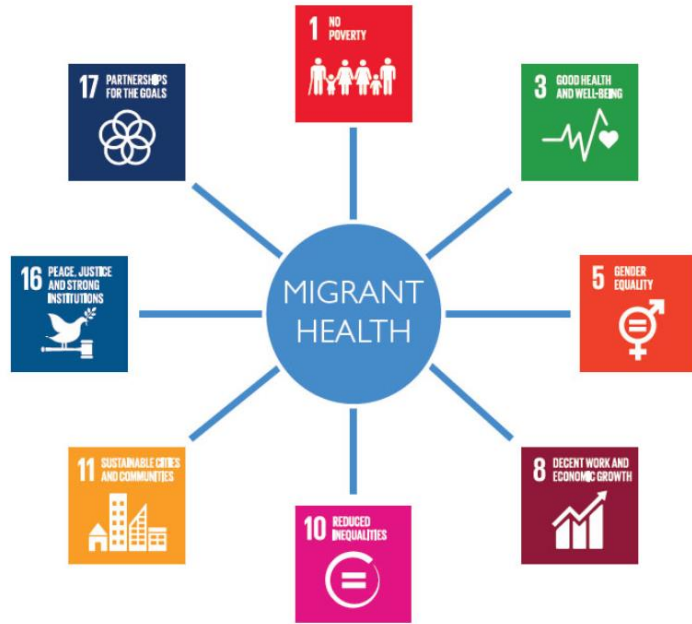 1 NO
POVERTY
17 PARTNERSHIPS
FOR THE GOALS
3 GOOD HEALTH
AND WELL-BEING
16 PEACE, JUSTICE
AND STRONG
INSTITUTIONS
MIGRANT
HEALTH
5 GENDER
EQUALITY
11 SUSTAINABLE CITIES
AND COMMUNITIES
8 DECENT WORK AND
ECONOMIC GROWTH
10 REDUCED
INEQUALITIES